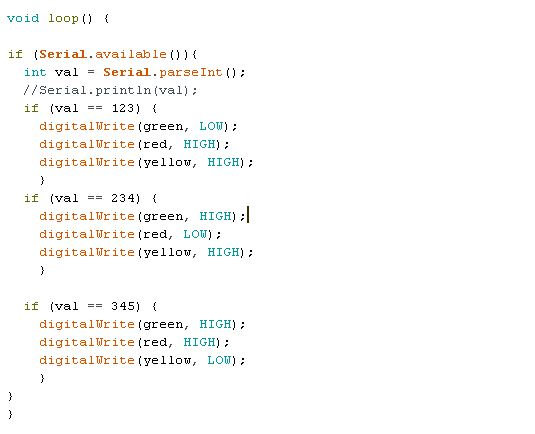 void loop() {

if (Serial.available()){
  int val = Serial.parseInt();
  //Serial.println(val);
  if (val == 123) {
    digitalWrite(green, LOW);
    digitalWrite(red, HIGH);
    digitalWrite(yellow, HIGH);
    }
  if (val == 234) {
    digitalWrite(green, HIGH);
    digitalWrite(red, LOW);
    digitalWrite(yellow, HIGH);
    }

  if (val == 345) {
    digitalWrite(green, HIGH);
    digitalWrite(red, HIGH);
    digitalWrite(yellow, LOW);
    }
}
}